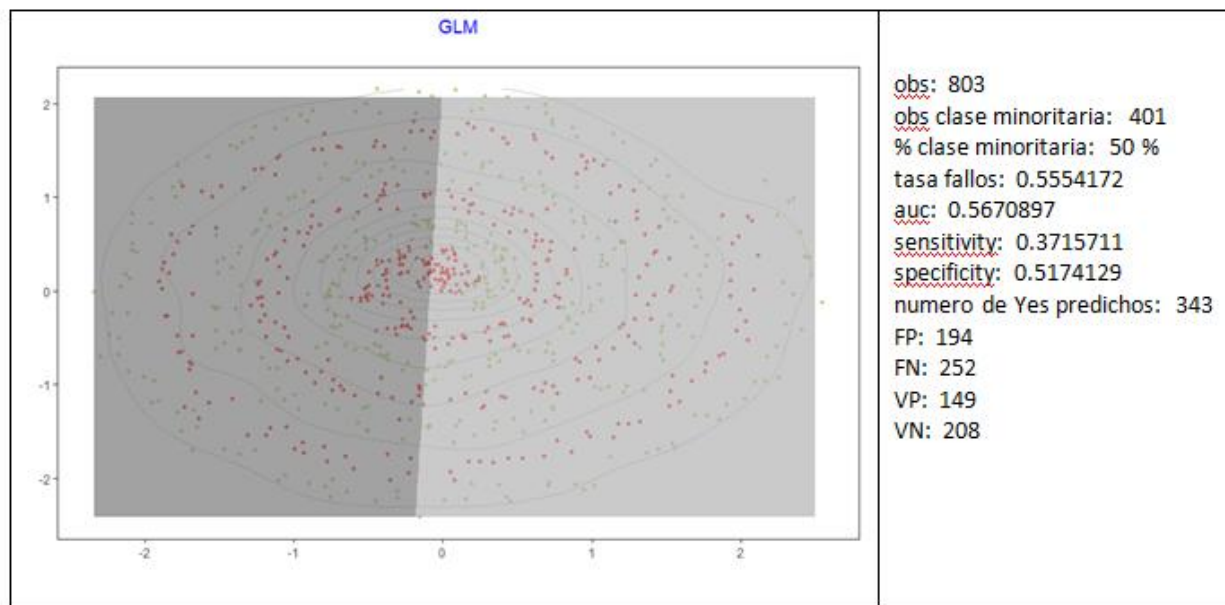 GLM
2
1
0
-1
-2
-2
-1
0
1
2
obs: 803
obs clase minoritaria: 401
% clase minoritaria: 50 %
tasa fallos: 0.5554172
auc: 0.5670897
sensitivity: 0.3715711
specificity: 0.5174129
numero de Yes predichos: 343
FP: 194
FN: 252
VP: 149
VN: 208